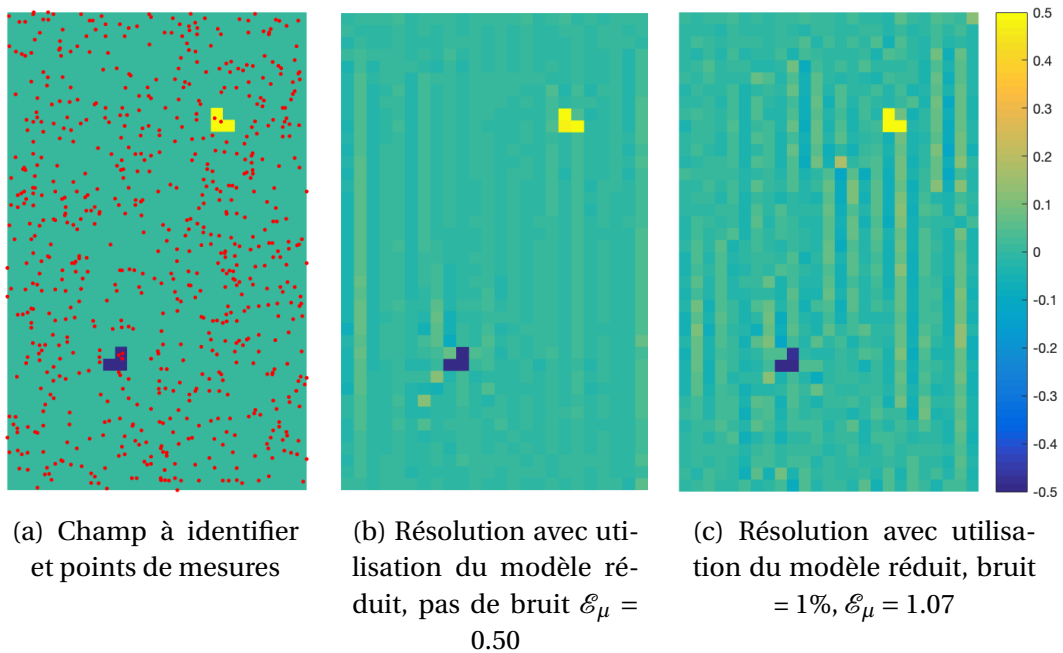 0.5
0.4
0.3
0.2
0.1
0
-0.1
-0.2
-0.3
-0.4
-0.5
(a) Champ à identifier
et points de mesures
(b) Résolution avec uti-
lisation du modèle ré-
duit, pas de bruit ℰμ =
0.50
(c) Résolution avec utilisa-
tion du modèle réduit, bruit
= 1%, ℰμ = 1.07